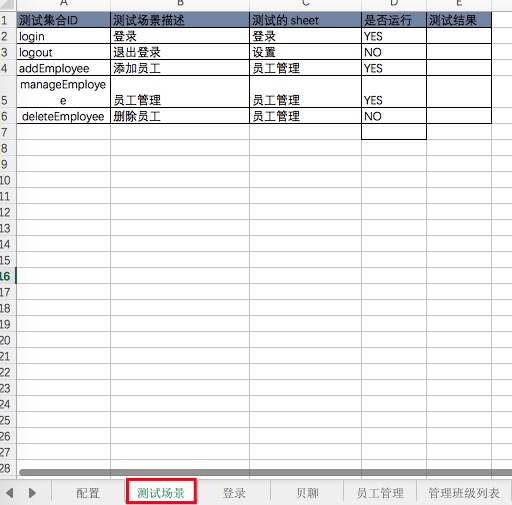 A B C D E
1 测试集合ID 测试场景描述 测试的 sheet 是否运行 测试结果
2 login 登录 登录 YES
3 logout 退出登录 设置 NO
4 addEmployee 添加员工 员工管理 YES
manageEmploye
5 e 员工管理 员工管理 YES
6 deleteEmployee 删除员工 员工管理 NO
7
8
9
10
11
12
13
14
15
16
17
18
19
20
21
22
23
24
25
26
27
28
配置 测试场景 登录 贝聊 员工管理 管理班级列表